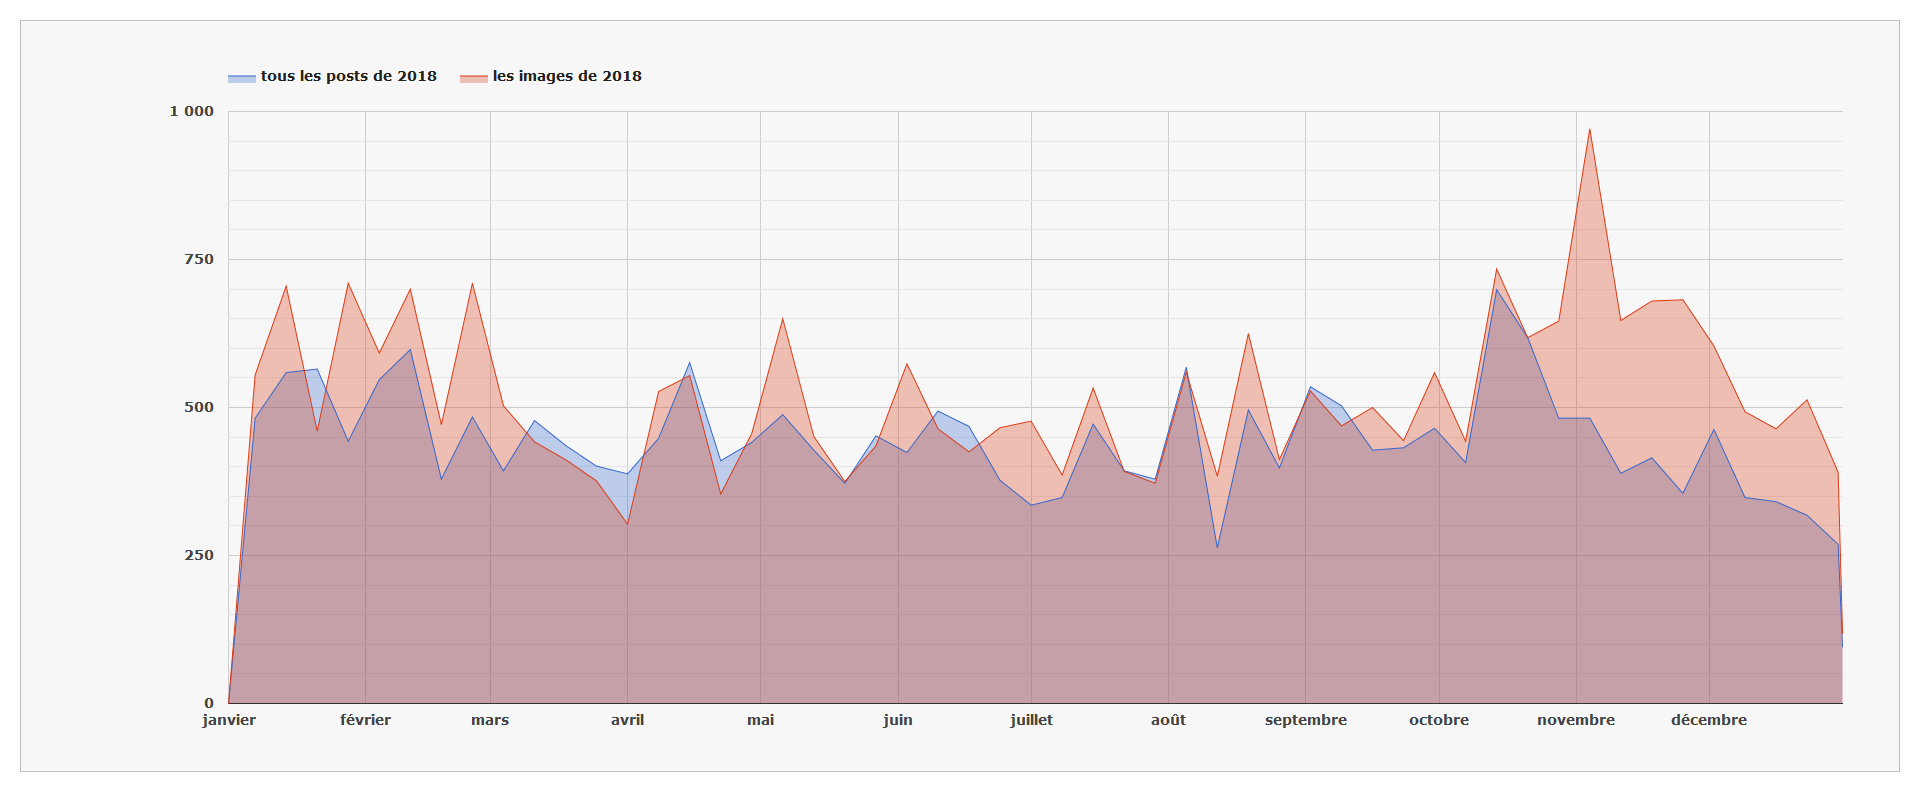 tous les posts de 2018 les images de 2018
1 000
750
500
250
0
janvier février mars avril mai juin juillet août septembre octobre novembre décembre